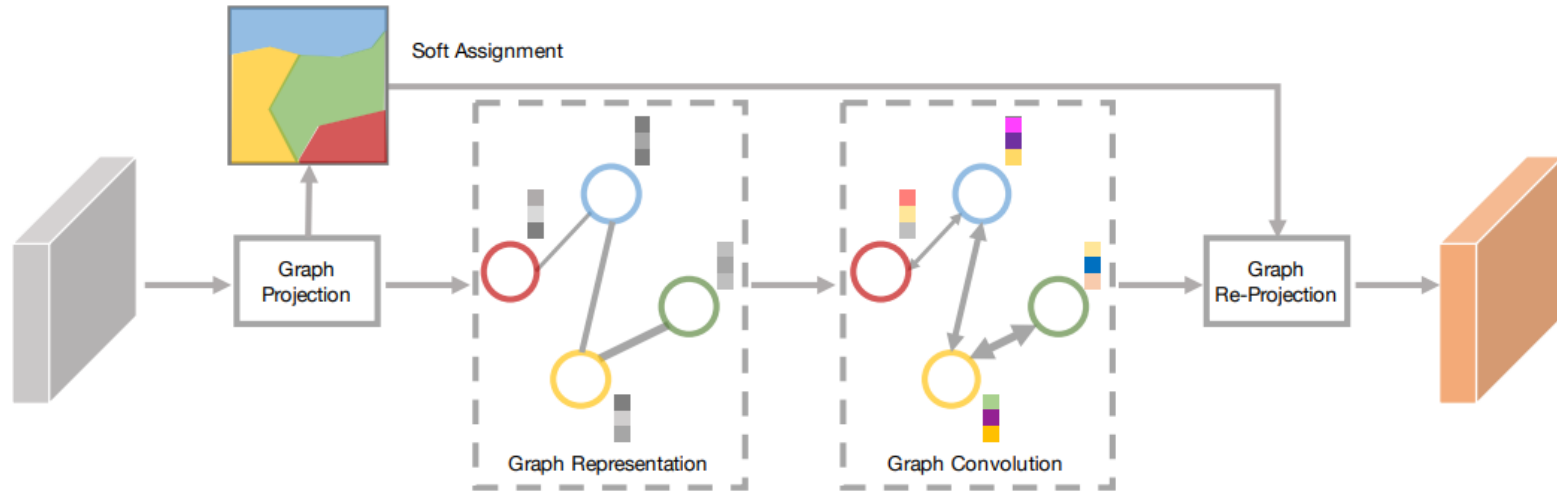 Soft Assignment
Graph
Projection
Graph Representation
Graph Convolution
Graph
Re-Projection